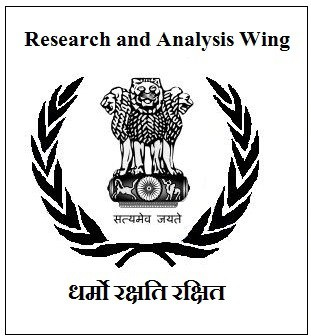 Research and Analysis Wing
सत्यमेव जयते
धर्मो रक्षति रक्षित